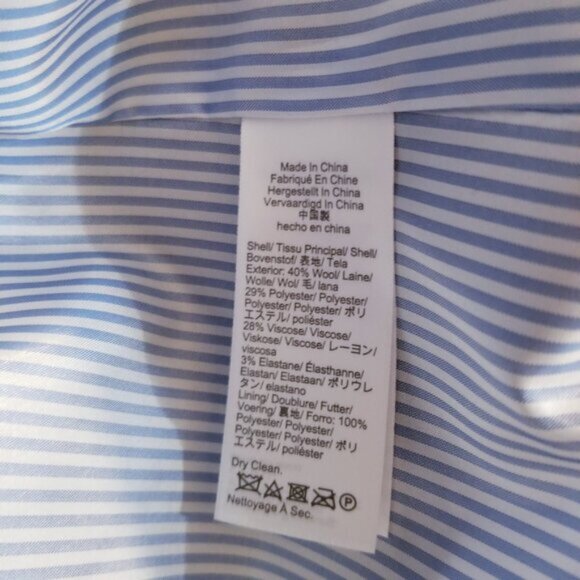 Made In China
Fabriqué En Chine
Hergestellt In China
Vervaardigd In China
中国製
hecho en china
Shell/ Tissu Principal/ Shell/
Bovenstof/ 表地/ Tela
Exterior: 40% Wool/ Laine/
Wolle/ Wol/ 毛/ lana
29% Polyester/ Polyester/
Polyester/ Polyester/ ポリ
エステル/ poliéster
28% Viscose/ Viscose/
Viskose/ Viscose/ レーヨン/
viscosa
3% Elastane/ Élasthanne/
Elastan/ Elastaan/ ポリウレ
タン/ elastano
Lining/ Doublure/ Futter/
Voering/ 裏地/ Forro: 100%
Polyester/ Polyester/
Polyester/ Polyester/ ポリ
エステル/ poliéster
Dry Clean.
P
Nettoyage À Sec.